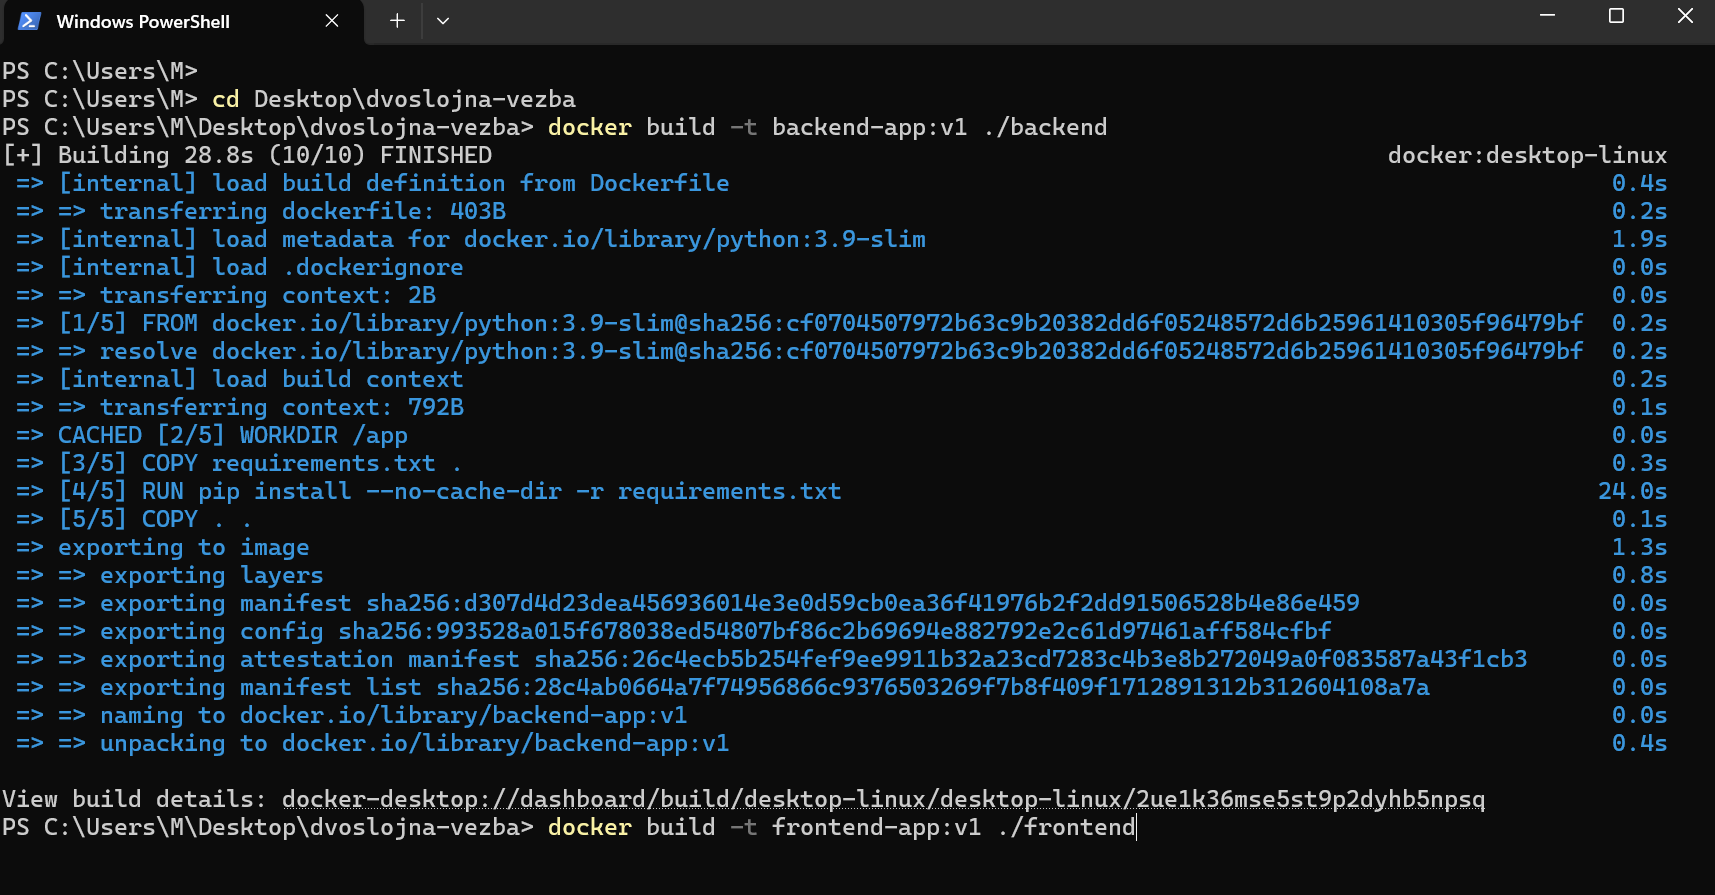 Windows PowerShell
PS C:\Users\M>
PS C:\Users\M> cd Desktop\dvoslojna-vezba
PS C:\Users\M\Desktop\dvoslojna-vezba> docker build -t backend-app:v1 ./backend
[+] Building 28.8s (10/10) FINISHED docker:desktop-linux
=> [internal] load build definition from Dockerfile 0.4s
=> => transferring dockerfile: 403B 0.2s
=> [internal] load metadata for docker.io/library/python:3.9-slim 1.9s
=> [internal] load .dockerignore 0.0s
=> => transferring context: 2B 0.0s
=> [1/5] FROM docker.io/library/python:3.9-slim@sha256:cf0704507972b63c9b20382dd6f05248572d6b25961410305f96479bf 0.2s
=> => resolve docker.io/library/python:3.9-slim@sha256:cf0704507972b63c9b20382dd6f05248572d6b25961410305f96479bf 0.2s
=> [internal] load build context 0.2s
=> => transferring context: 792B 0.1s
=> CACHED [2/5] WORKDIR /app 0.0s
=> [3/5] COPY requirements.txt . 0.3s
=> [4/5] RUN pip install --no-cache-dir -r requirements.txt 24.0s
=> [5/5] COPY . . 0.1s
=> exporting to image 1.3s
=> => exporting layers 0.8s
=> => exporting manifest sha256:d307d4d23dea456936014e3e0d59cb0ea36f41976b2f2dd91506528b4e86e459 0.0s
=> => exporting config sha256:993528a015f678038ed54807bf86c2b69694e882792e2c61d97461aff584cfbf 0.0s
=> => exporting attestation manifest sha256:26c4ecb5b254fef9ee9911b32a23cd7283c4b3e8b272049a0f083587a43f1cb3 0.0s
=> => exporting manifest list sha256:28c4ab0664a7f74956866c9376503269f7b8f409f1712891312b312604108a7a 0.0s
=> => naming to docker.io/library/backend-app:v1 0.0s
=> => unpacking to docker.io/library/backend-app:v1 0.4s
View build details: docker-desktop://dashboard/build/desktop-linux/desktop-linux/2ue1k36mse5st9p2dyhb5npsq
PS C:\Users\M\Desktop\dvoslojna-vezba> docker build -t frontend-app:v1 ./frontend